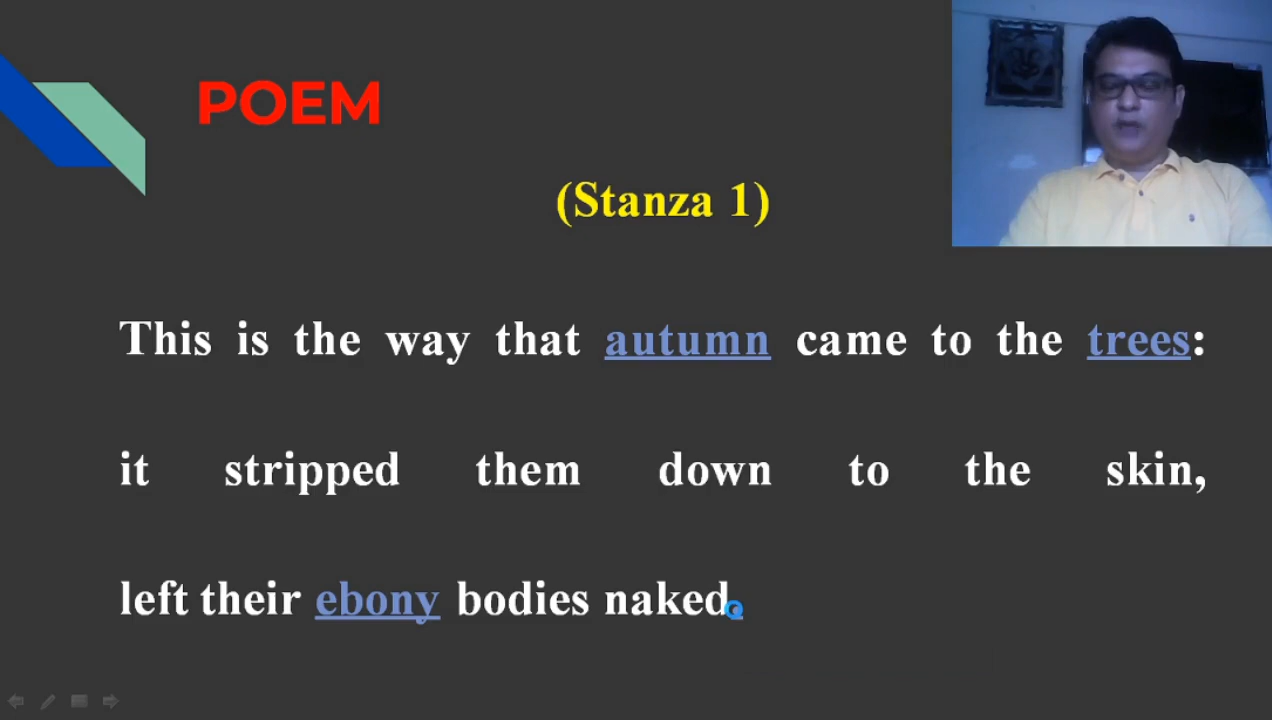 POEM
(Stanza 1)
This is the way that autumn came to the trees:
it stripped them down to the skin,
left their ebony bodies naked.